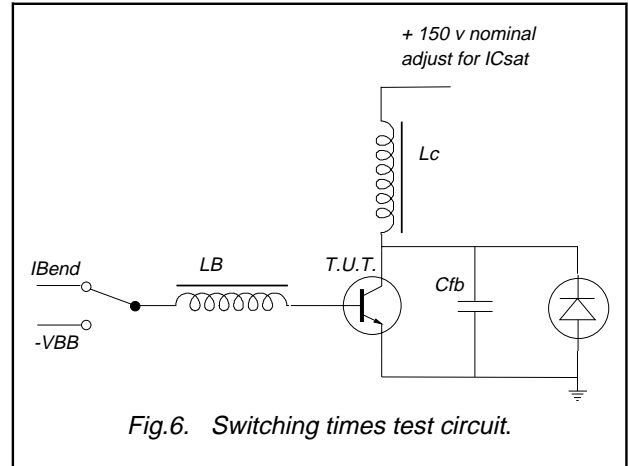 + 150 v nominal
adjust for ICsat
Lc
IBend
LB
T.U.T.
Cfb
-VBB
Fig.6. Switching times test circuit.